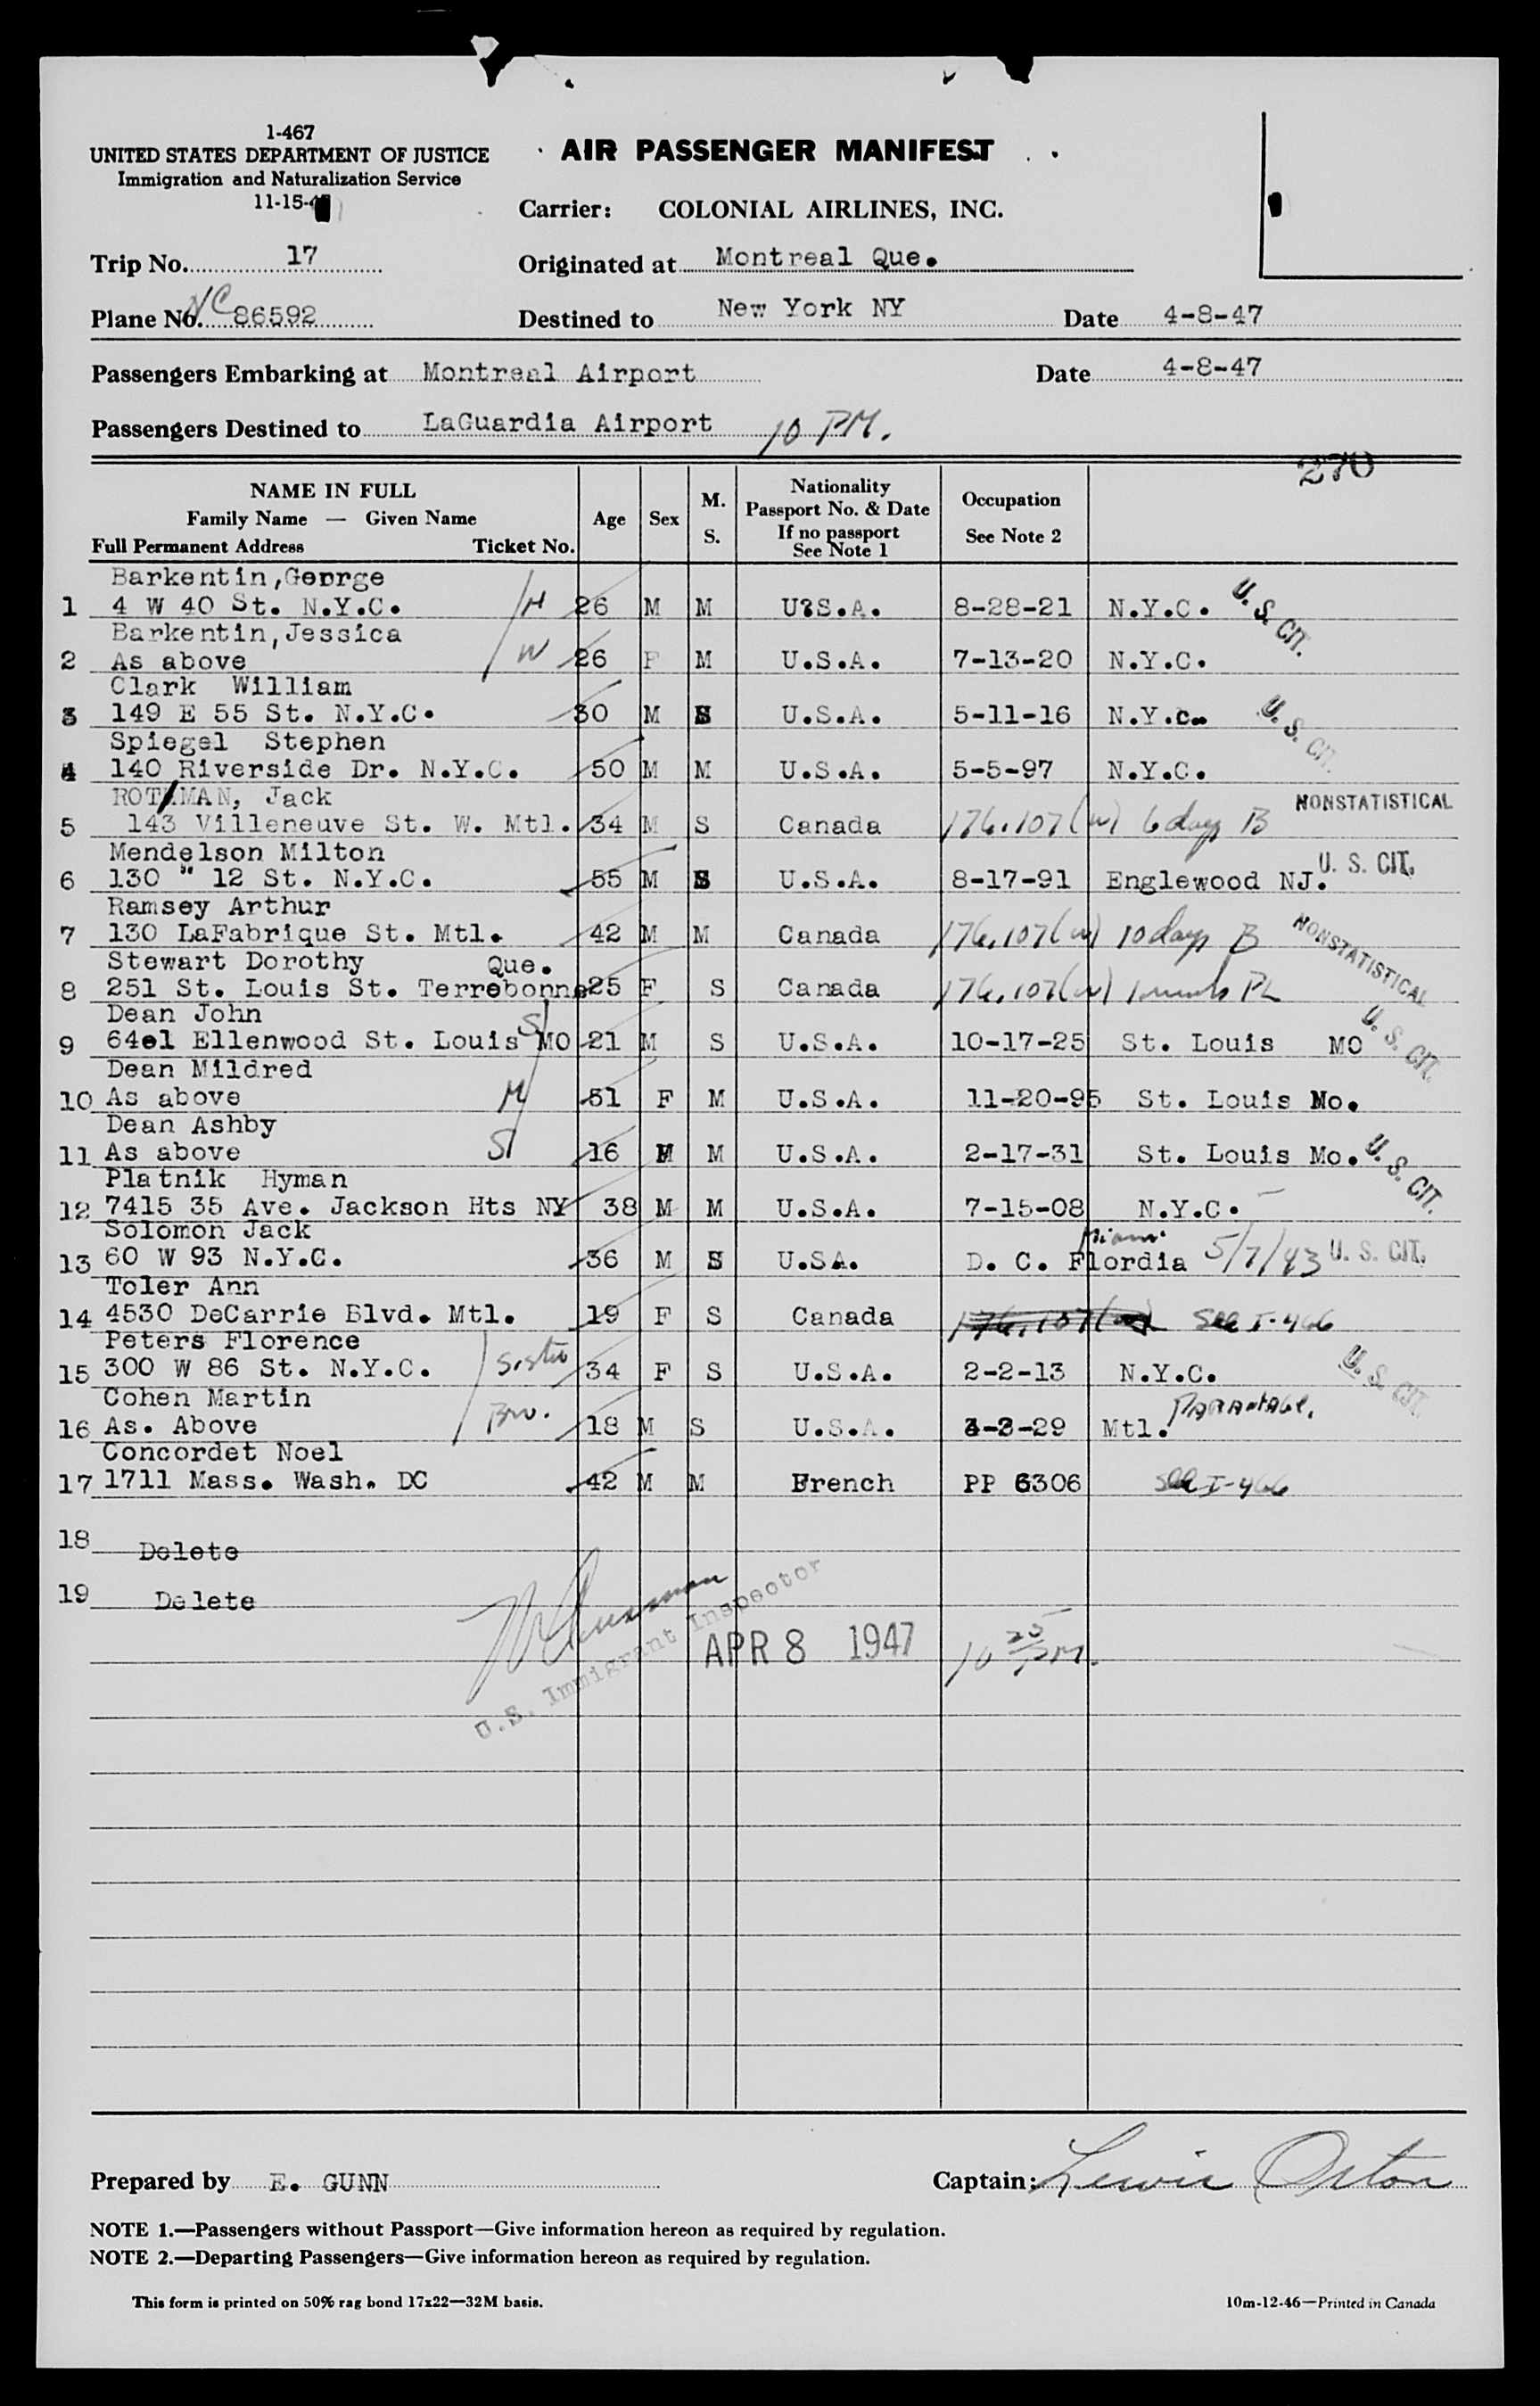 1-467
UNITED STATES DEPARTMENT OF JUSTICE
Immigration and Naturalization Service
11-15-4
AIR PASSENGER MANIFEST
Carrier: COLONIAL AIRLINES, INC.
Trip No. 17
Originated at Montreal Que.
Plane No. NC 86592
Destined to New York NY Date 4-8-47
Passengers Embarking at Montreal Airport Date 4-8-47
Passengers Destined to LaGuardia Airport 10 PM.
270
NAME IN FULL
Family Name — Given Name
Full Permanent Address Ticket No.
Age
Sex
M.
S.
Nationality
Passport No. & Date
If no passport
See Note 1
Occupation
See Note 2
Barkentin, George
1 4 W 40 St. N.Y.C. H 26 M M U?S.A. 8-28-21 N.Y.C. U. S. CIT.
Barkentin, Jessica
2 As above W 26 F M U.S.A. 7-13-20 N.Y.C.
Clark William
3 149 E 55 St. N.Y.C. 30 M S U.S.A. 5-11-16 N.Y.C. U. S. CIT.
Spiegel Stephen
4 140 Riverside Dr. N.Y.C. 50 M M U.S.A. 5-5-97 N.Y.C.
ROTHMAN, Jack NONSTATISTICAL
5 143 Villeneuve St. W. Mtl. 34 M S Canada 176.107(w) 6 days B
Mendelson Milton
6 130 " 12 St. N.Y.C. 55 M S U.S.A. 8-17-91 Englewood NJ. U. S. CIT.
Ramsey Arthur
7 130 LaFabrique St. Mtl. 42 M M Canada 176.107(w) 10 days B NONSTATISTICAL
Stewart Dorothy Que.
8 251 St. Louis St. Terrebonne 25 F S Canada 176.107(w) 1 month PL
Dean John
9 64el Ellenwood St. Louis MO S 21 M S U.S.A. 10-17-25 St. Louis MO U. S. CIT.
Dean Mildred
10 As above M 51 F M U.S.A. 11-20-95 St. Louis Mo.
Dean Ashby
11 As above S 16 M M U.S.A. 2-17-31 St. Louis Mo. U. S. CIT.
Platnik Hyman
12 7415 35 Ave. Jackson Hts NY 38 M M U.S.A. 7-15-08 N.Y.C.
Solomon Jack Miami
13 60 W 93 N.Y.C. 36 M S U.SA. D. C. Flordia 5/7/43 U. S. CIT.
Toler Ann
14 4530 DeCarrie Blvd. Mtl. 19 F S Canada 176.107(w) See I-466
Peters Florence
15 300 W 86 St. N.Y.C. Sister 34 F S U.S.A. 2-2-13 N.Y.C. U. S. CIT.
Cohen Martin
16 As. Above Bro. 18 M S U.S.A. 3-3-29 Mtl. PARANTAGE.
Concordet Noel
17 1711 Mass. Wash. DC 42 M M French PP 6306 See I-466
18 Delete
19 Delete
U.S. Immigrant Inspector
APR 8 1947 10 25 PM.
Prepared by E. GUNN
Captain: Lewis Orton
NOTE 1.—Passengers without Passport—Give information hereon as required by regulation.
NOTE 2.—Departing Passengers—Give information hereon as required by regulation.
This form is printed on 50% rag bond 17x22—32M basis.
10m-12-46—Printed in Canada